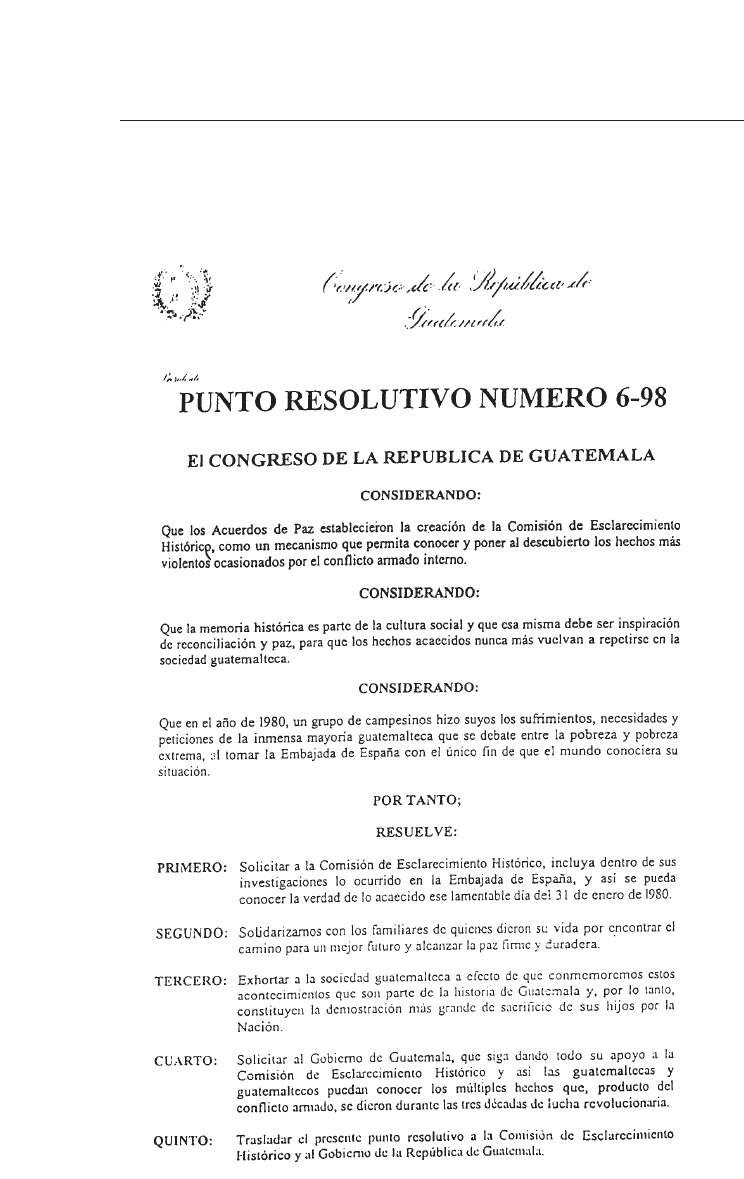 Congreso de la República de
Guatemala
PUNTO RESOLUTIVO NUMERO 6-98
El CONGRESO DE LA REPUBLICA DE GUATEMALA
CONSIDERANDO:
Que los Acuerdos de Paz establecieron la creación de la Comisión de Esclarecimiento
Histórico, como un mecanismo que permita conocer y poner al descubierto los hechos más
violentos ocasionados por el conflicto armado interno.
CONSIDERANDO:
Que la memoria histórica es parte de la cultura social y que esa misma debe ser inspiración
de reconciliación y paz, para que los hechos acaecidos nunca más vuelvan a repetirse en la
sociedad guatemalteca.
CONSIDERANDO:
Que en el año de 1980, un grupo de campesinos hizo suyos los sufrimientos, necesidades y
peticiones de la inmensa mayoría guatemalteca que se debate entre la pobreza y pobreza
extrema, al tomar la Embajada de España con el único fin de que el mundo conociera su
situación.
POR TANTO;
RESUELVE:
PRIMERO: Solicitar a la Comisión de Esclarecimiento Histórico, incluya dentro de sus
investigaciones lo ocurrido en la Embajada de España, y así se pueda
conocer la verdad de lo acaecido ese lamentable día del 31 de enero de 1980.
SEGUNDO: Solidarizamos con los familiares de quienes dieron su vida por encontrar el
camino para un mejor futuro y alcanzar la paz firme y duradera.
TERCERO: Exhortar a la sociedad guatemalteca a efecto de que conmemoremos estos
acontecimientos que son parte de la historia de Guatemala y, por lo tanto,
constituyen la demostración más grande de sacrificio de sus hijos por la
Nación.
CUARTO: Solicitar al Gobierno de Guatemala, que siga dando todo su apoyo a la
Comisión de Esclarecimiento Histórico y así las guatemaltecas y
guatemaltecos puedan conocer los múltiples hechos que, producto del
conflicto armado, se dieron durante las tres décadas de lucha revolucionaria.
QUINTO: Trasladar el presente punto resolutivo a la Comisión de Esclarecimiento
Histórico y al Gobierno de la República de Guatemala.